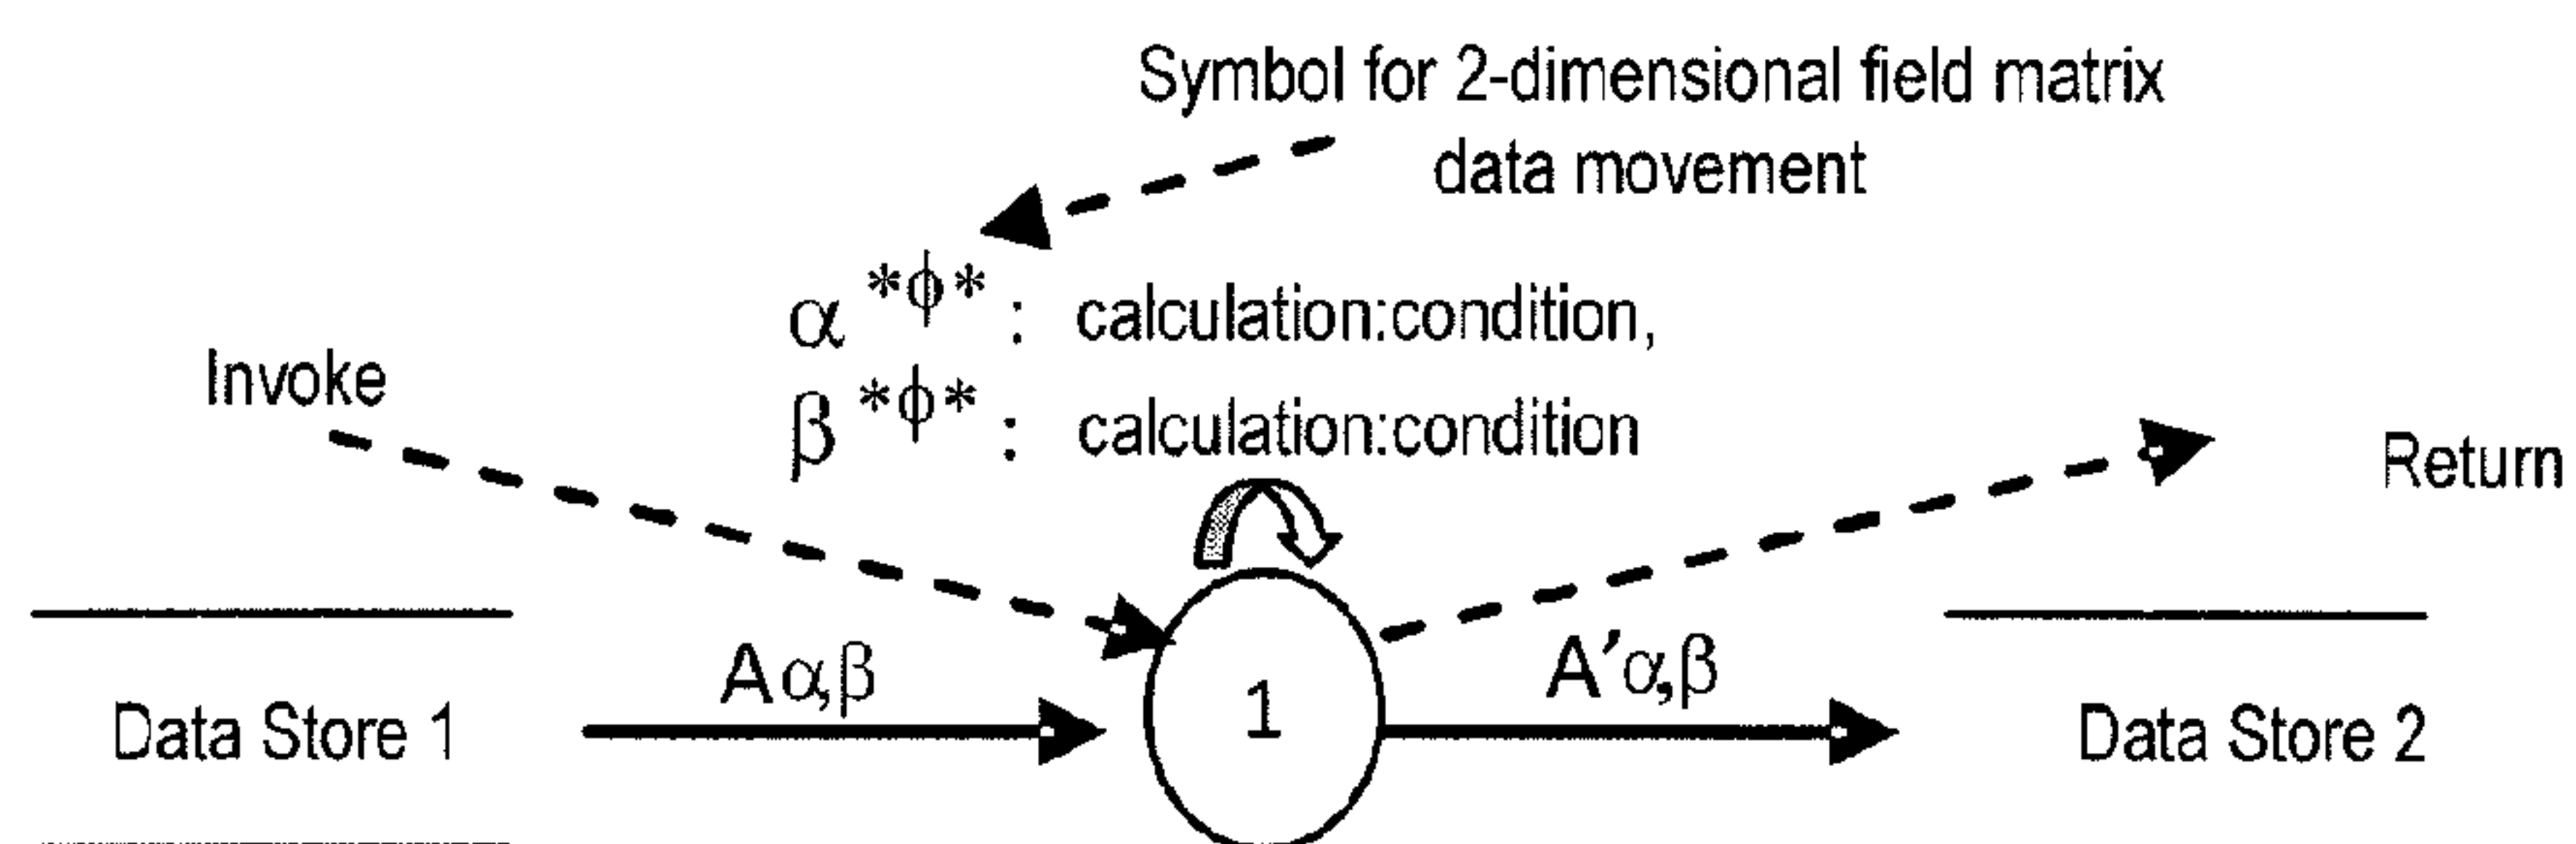 Symbol for 2-dimensional field matrix
data movement
α *ϕ* : calculation:condition,
β *ϕ* : calculation:condition
Invoke
Return
Aα,β
A′α,β
Data Store 1
1
Data Store 2